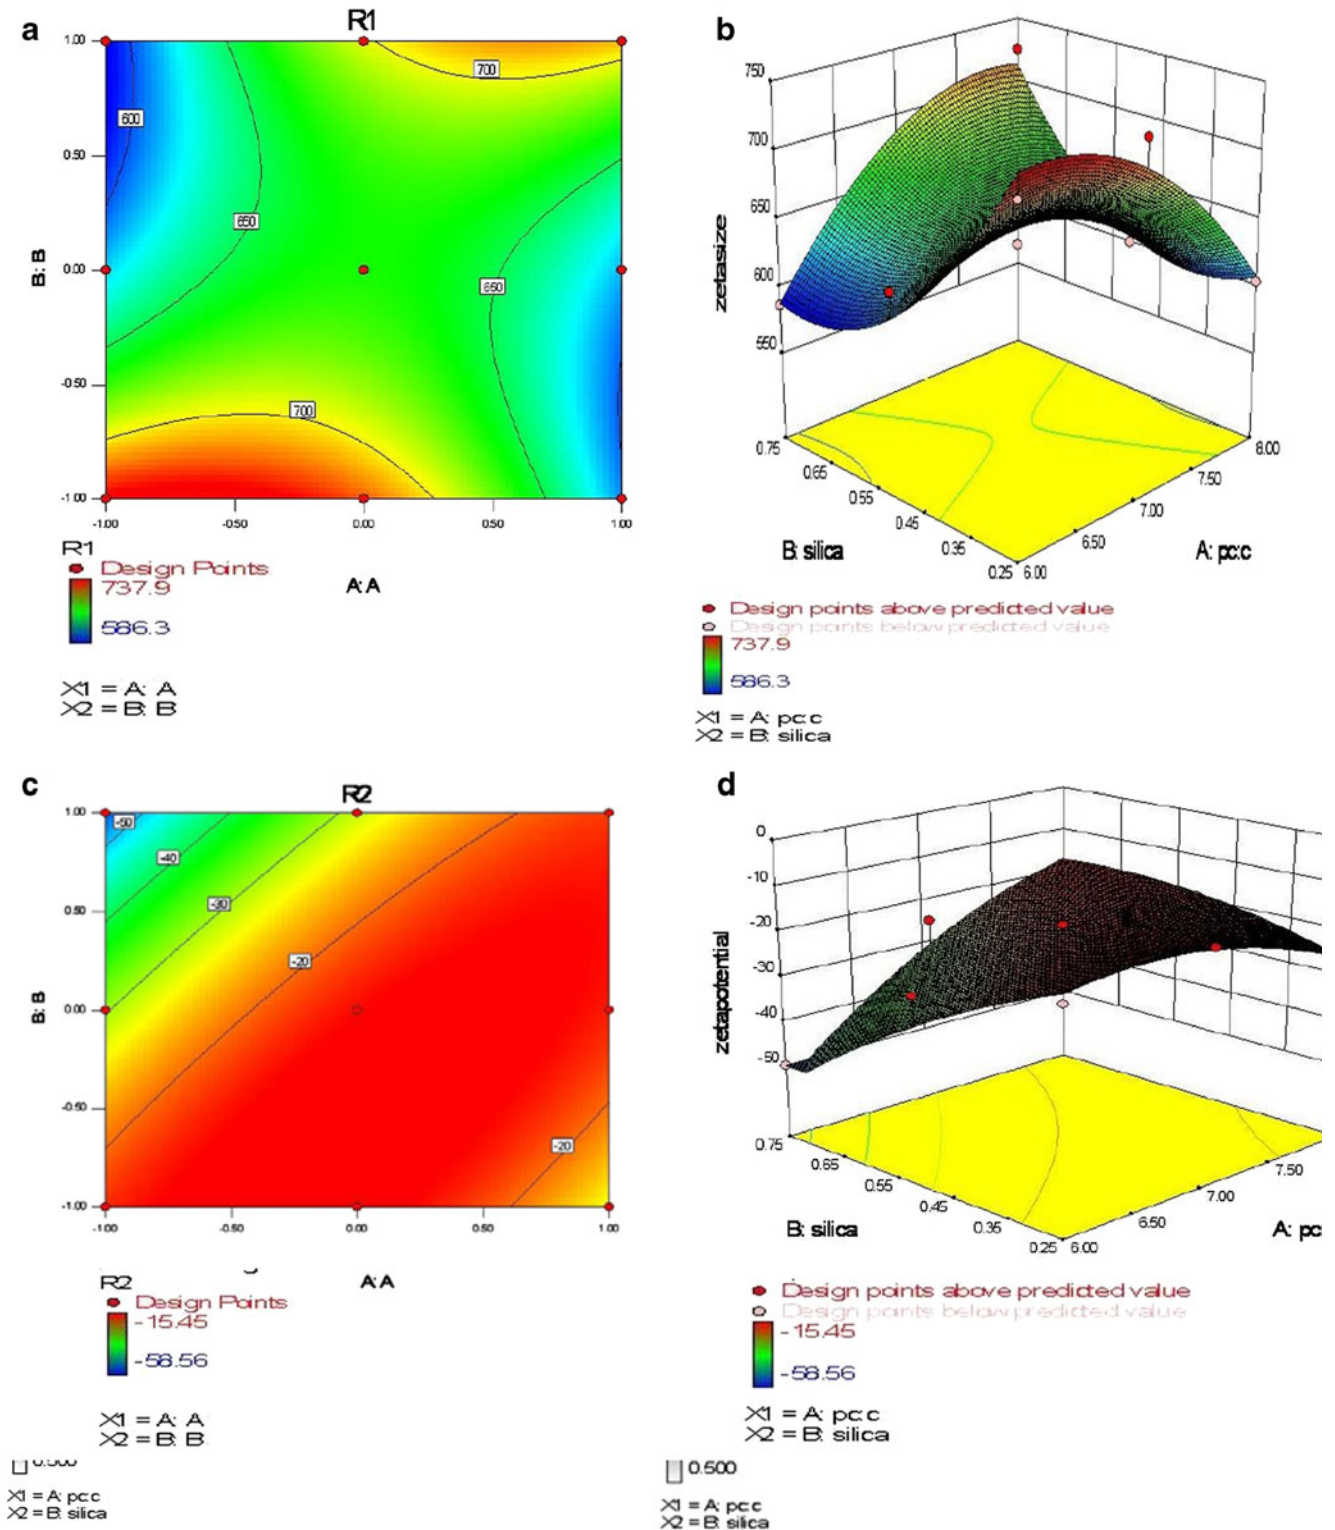 a
R1
1.00
0.50
0.00
-0.50
-1.00
B: B
600
650
700
650
700
-1.00
-0.50
0.00
0.50
1.00
A: A
R1
Design Points
737.9
586.3
X1 = A: A
X2 = B: B
b
750
700
650
600
550
zetasize
0.75
0.65
0.55
0.45
0.35
0.25
6.00
6.50
7.00
7.50
8.00
B: silica
A: pc:c
Design points above predicted value
Design points below predicted value
737.9
586.3
X1 = A: pc:c
X2 = B: silica
c
R2
1.00
0.50
0.00
-0.50
-1.00
B: B
-50
-40
-30
-20
-20
-1.00
-0.50
0.00
0.50
1.00
A: A
R2
Design Points
-15.45
-58.56
X1 = A: A
X2 = B: B
d
0
-10
-20
-30
-40
-50
zetapotential
0.75
0.65
0.55
0.45
0.35
0.25
6.00
6.50
7.00
7.50
B: silica
A: pc
Design points above predicted value
Design points below predicted value
-15.45
-58.56
X1 = A: pc:c
X2 = B: silica
X1 = A: pc:c
X2 = B: silica
0.500
X1 = A: pc:c
X2 = B: silica